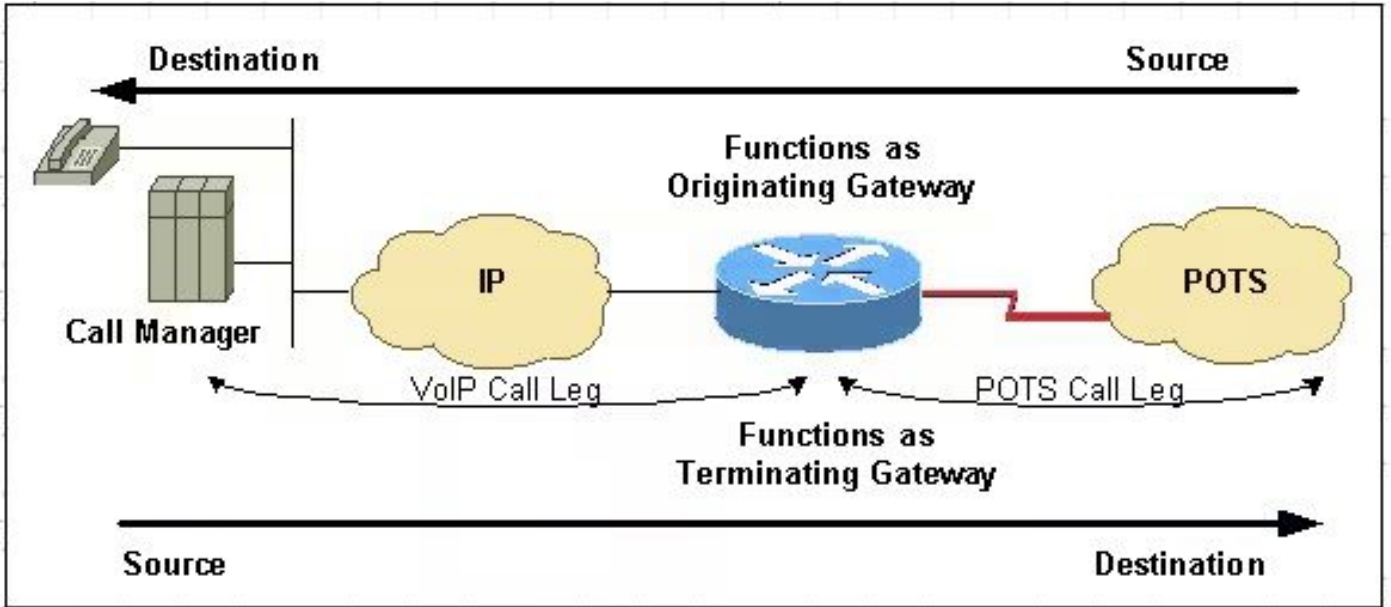 Destination
Source
Functions as
Originating Gateway
IP
POTS
Call Manager
VoIP Call Leg
POTS Call Leg
Functions as
Terminating Gateway
Source
Destination